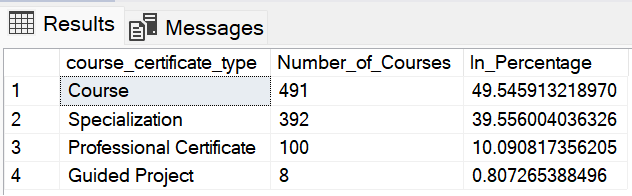 Results Messages
course_certificate_type Number_of_Courses In_Percentage
1 Course 491 49.545913218970
2 Specialization 392 39.556004036326
3 Professional Certificate 100 10.090817356205
4 Guided Project 8 0.807265388496